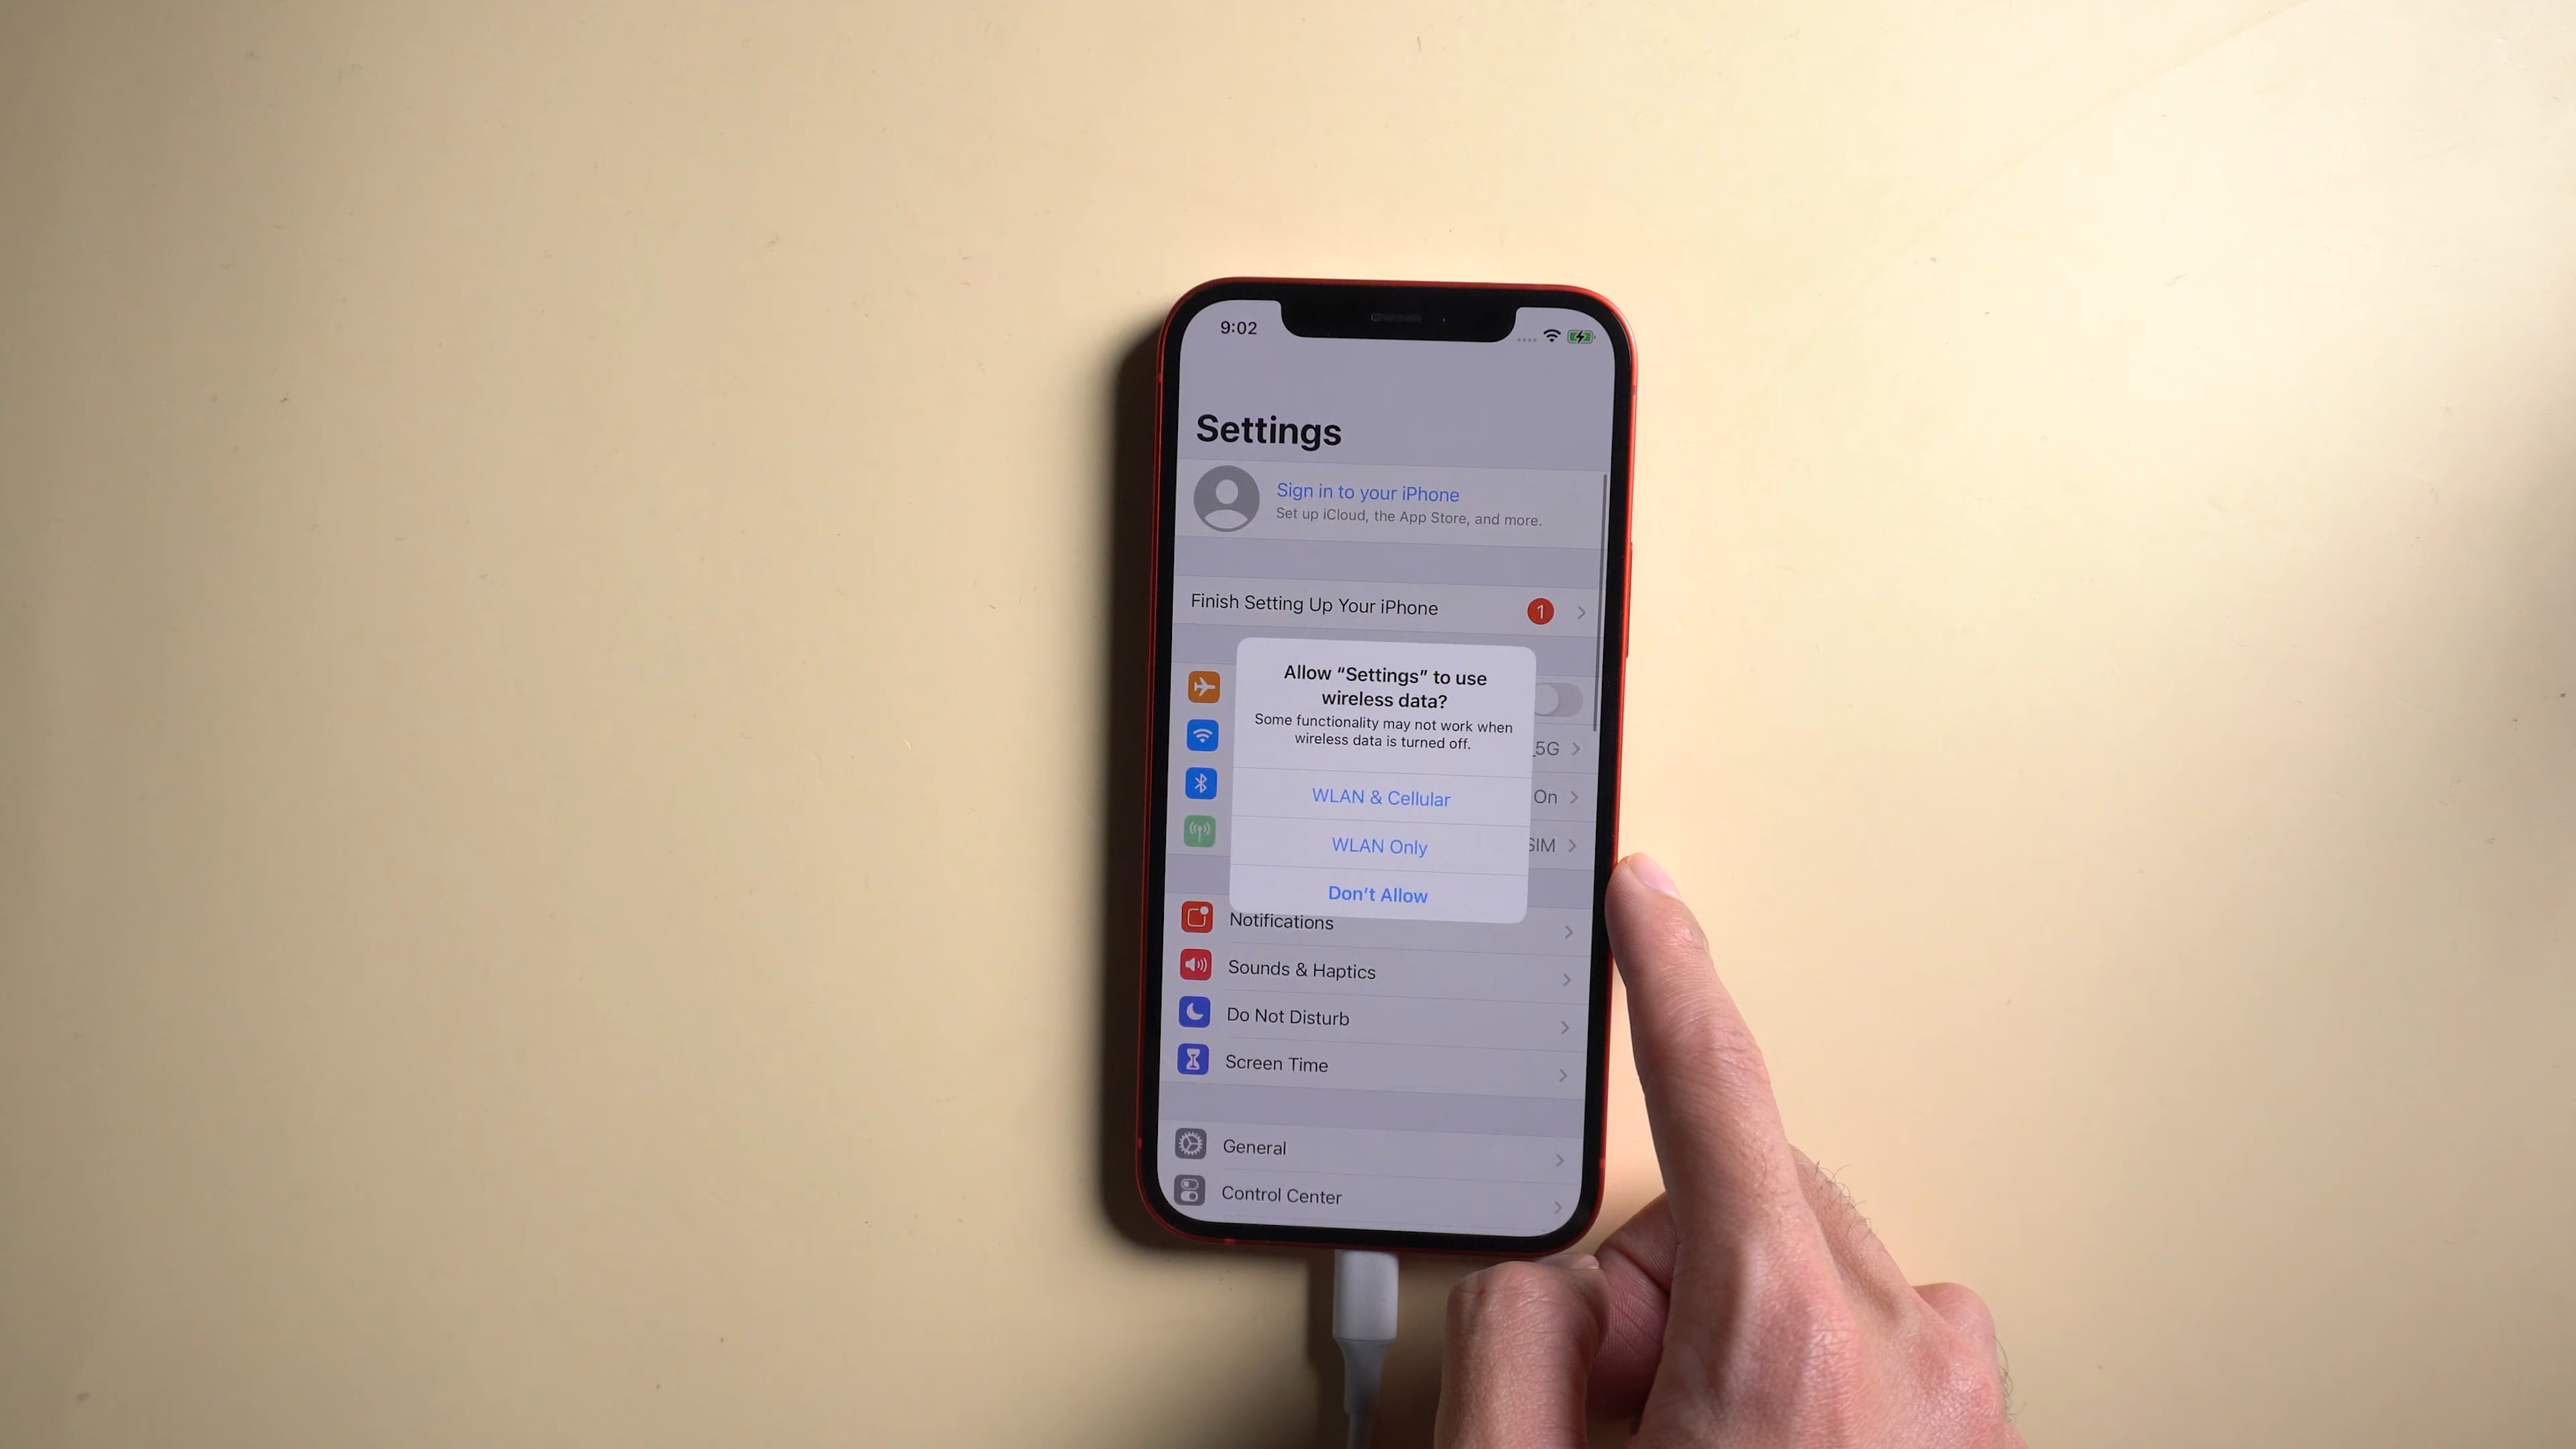 9:02
Settings
Sign in to your iPhone
Set up iCloud, the App Store, and more.
Finish Setting Up Your iPhone 1
Allow “Settings” to use
wireless data?
Some functionality may not work when
wireless data is turned off.
5G
WLAN & Cellular
On
WLAN Only
SIM
Don’t Allow
Notifications
Sounds & Haptics
Do Not Disturb
Screen Time
General
Control Center